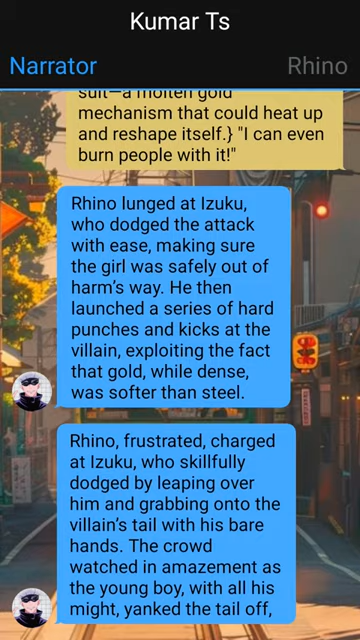 Kumar Ts
Narrator
Rhino
suit—a molten gold
mechanism that could heat up
and reshape itself.} "I can even
burn people with it!"
Rhino lunged at Izuku,
who dodged the attack
with ease, making sure
the girl was safely out of
harm's way. He then
launched a series of hard
punches and kicks at the
villain, exploiting the fact
that gold, while dense,
was softer than steel.
Rhino, frustrated, charged
at Izuku, who skillfully
dodged by leaping over
him and grabbing onto the
villain's tail with his bare
hands. The crowd
watched in amazement as
the young boy, with all his
might, yanked the tail off,